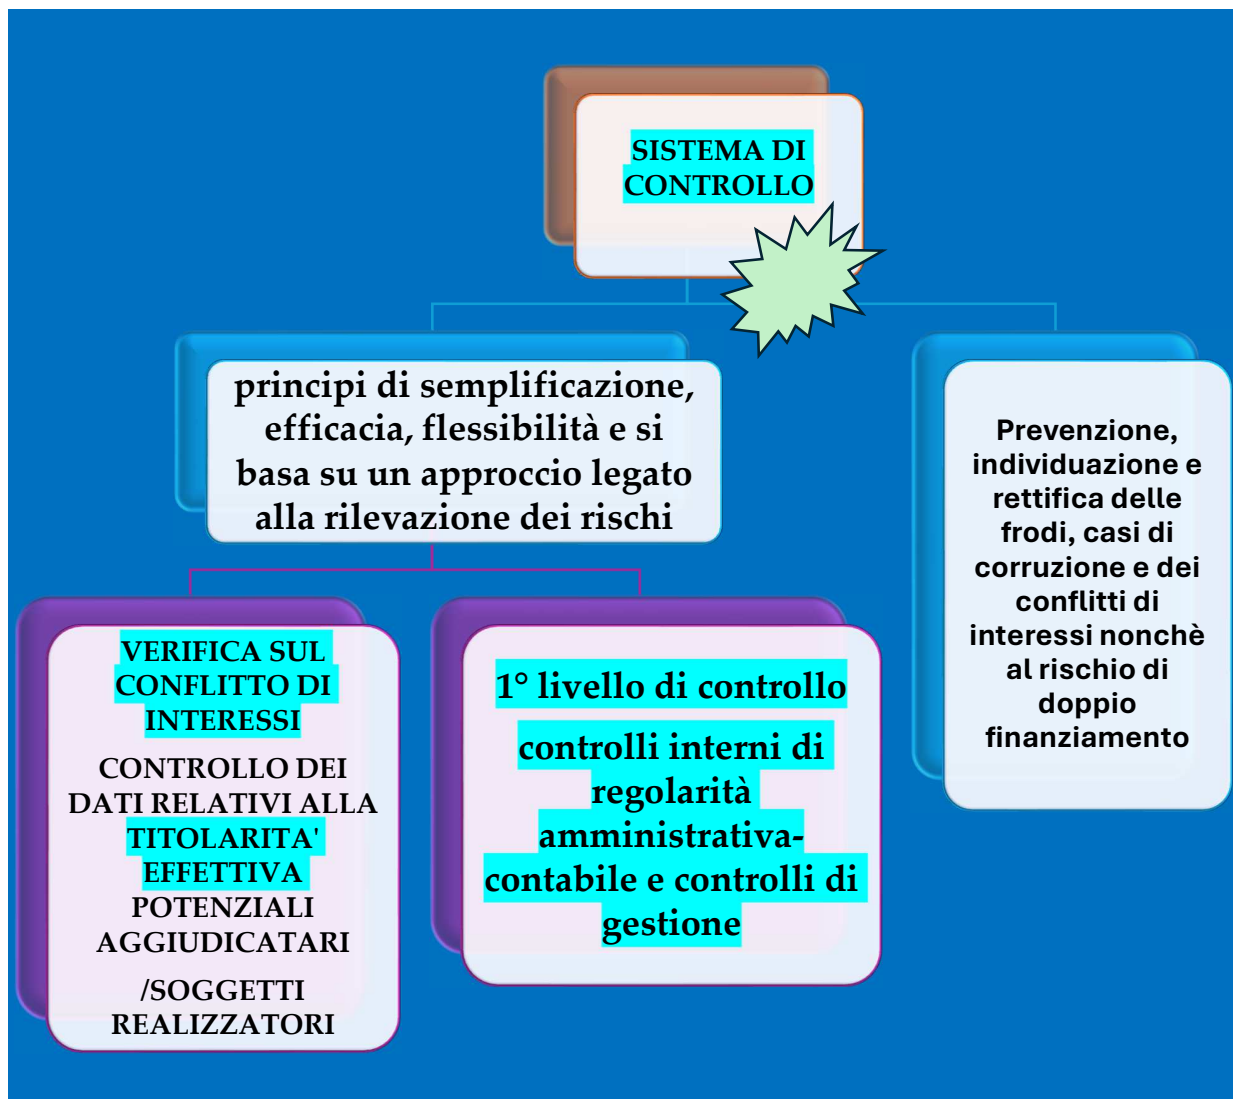 SISTEMA DI
CONTROLLO
principi di semplificazione,
efficacia, flessibilità e si
basa su un approccio legato
alla rilevazione dei rischi
Prevenzione,
individuazione e
rettifica delle
frodi, casi di
corruzione e dei
conflitti di
interessi nonchè
al rischio di
doppio
finanziamento
VERIFICA SUL
CONFLITTO DI
INTERESSI
CONTROLLO DEI
DATI RELATIVI ALLA
TITOLARITA'
EFFETTIVA
POTENZIALI
AGGIUDICATARI
/SOGGETTI
REALIZZATORI
1° livello di controllo
controlli interni di
regolarità
amministrativa-
contabile e controlli di
gestione